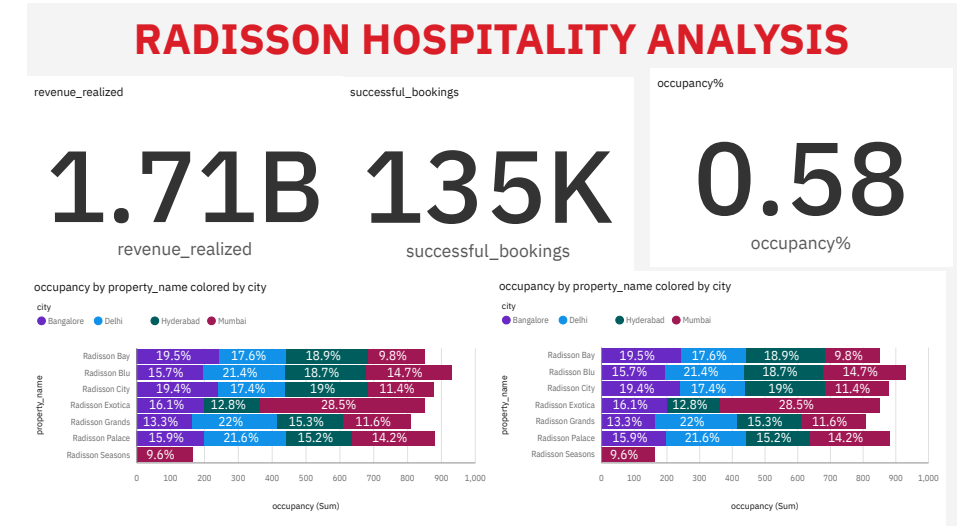 RADISSON HOSPITALITY ANALYSIS
revenue_realized
1.71B
revenue_realized
successful_bookings
135K
successful_bookings
occupancy%
0.58
occupancy%
occupancy by property_name colored by city
city
Bangalore Delhi Hyderabad Mumbai
property_name
Radisson Bay 19.5% 17.6% 18.9% 9.8%
Radisson Blu 15.7% 21.4% 18.7% 14.7%
Radisson City 19.4% 17.4% 19% 11.4%
Radisson Exotica 16.1% 12.8% 28.5%
Radisson Grands 13.3% 22% 15.3% 11.6%
Radisson Palace 15.9% 21.6% 15.2% 14.2%
Radisson Seasons 9.6%
0 100 200 300 400 500 600 700 800 900 1,000
occupancy (Sum)
occupancy by property_name colored by city
city
Bangalore Delhi Hyderabad Mumbai
property_name
Radisson Bay 19.5% 17.6% 18.9% 9.8%
Radisson Blu 15.7% 21.4% 18.7% 14.7%
Radisson City 19.4% 17.4% 19% 11.4%
Radisson Exotica 16.1% 12.8% 28.5%
Radisson Grands 13.3% 22% 15.3% 11.6%
Radisson Palace 15.9% 21.6% 15.2% 14.2%
Radisson Seasons 9.6%
0 100 200 300 400 500 600 700 800 900 1,000
occupancy (Sum)